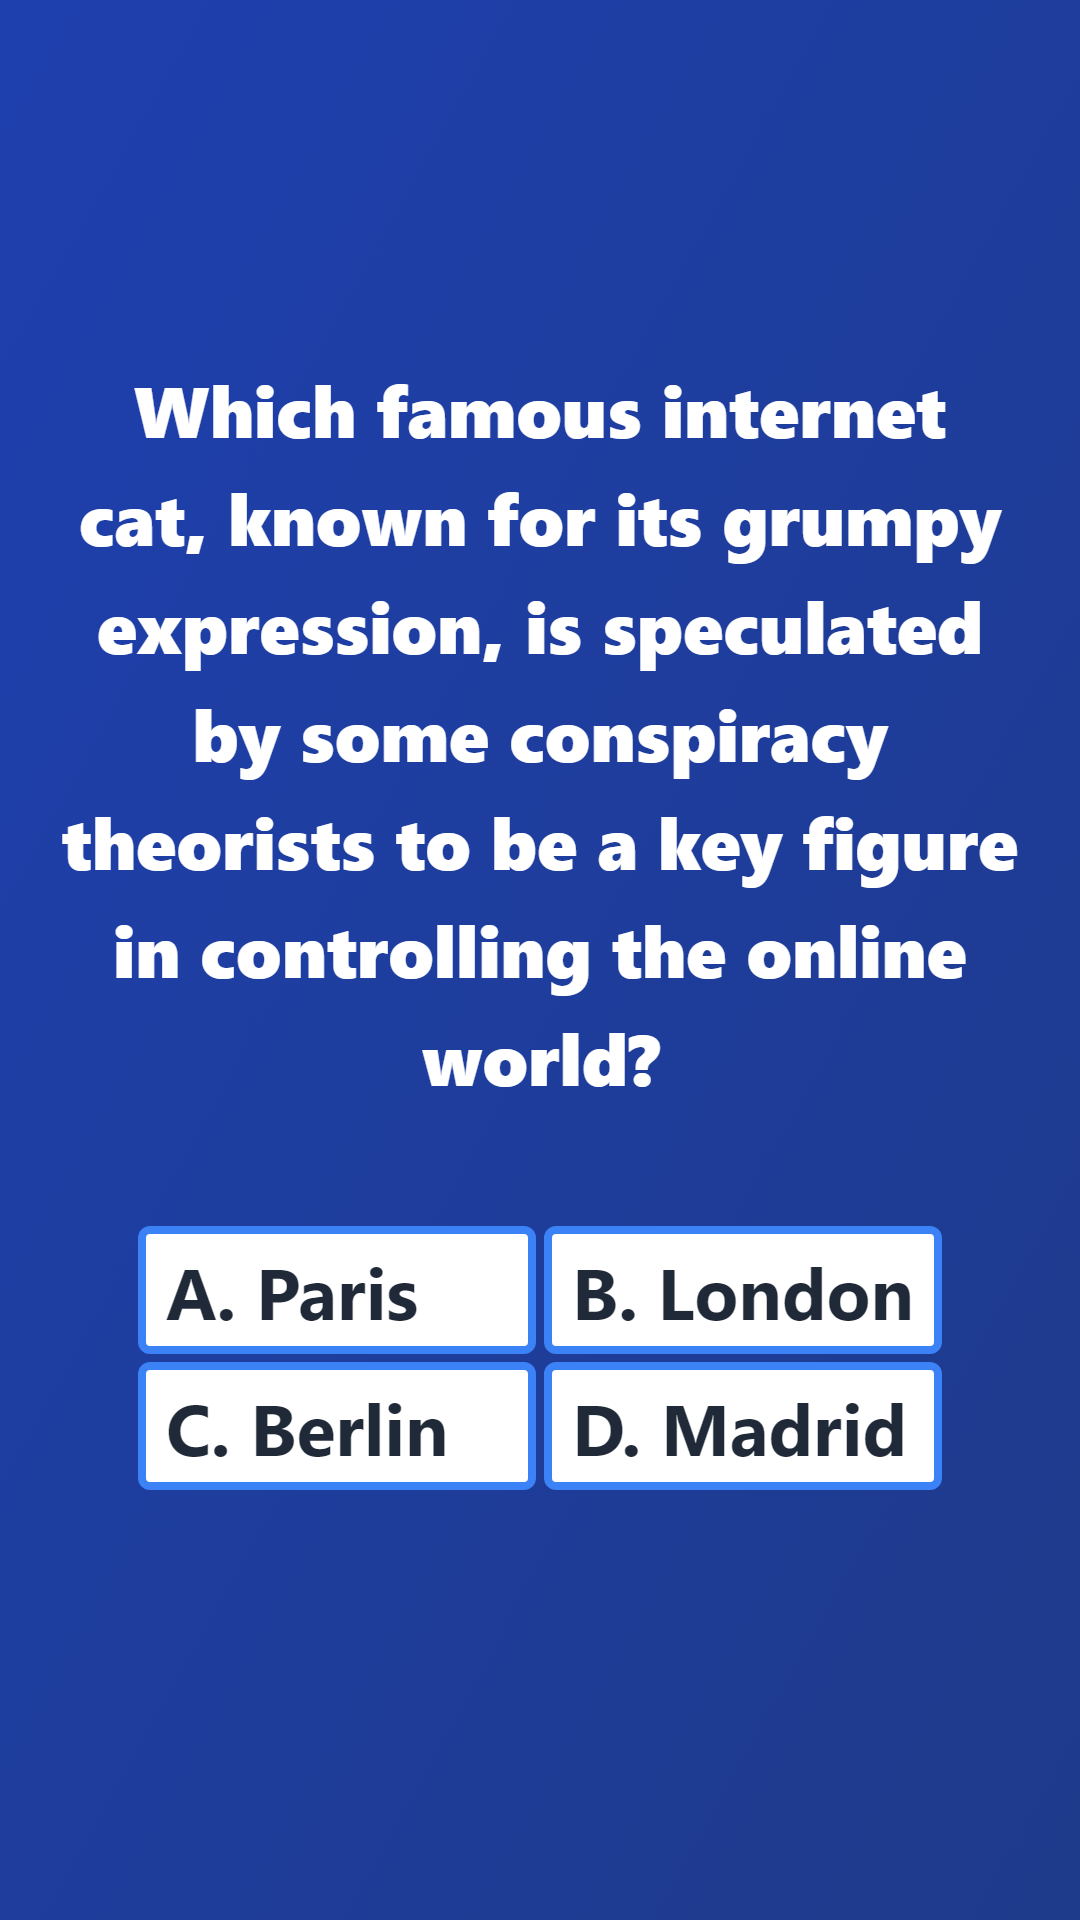 Which famous internet
cat, known for its grumpy
expression, is speculated
by some conspiracy
theorists to be a key figure
in controlling the online
world?
A. Paris
B. London
C. Berlin
D. Madrid